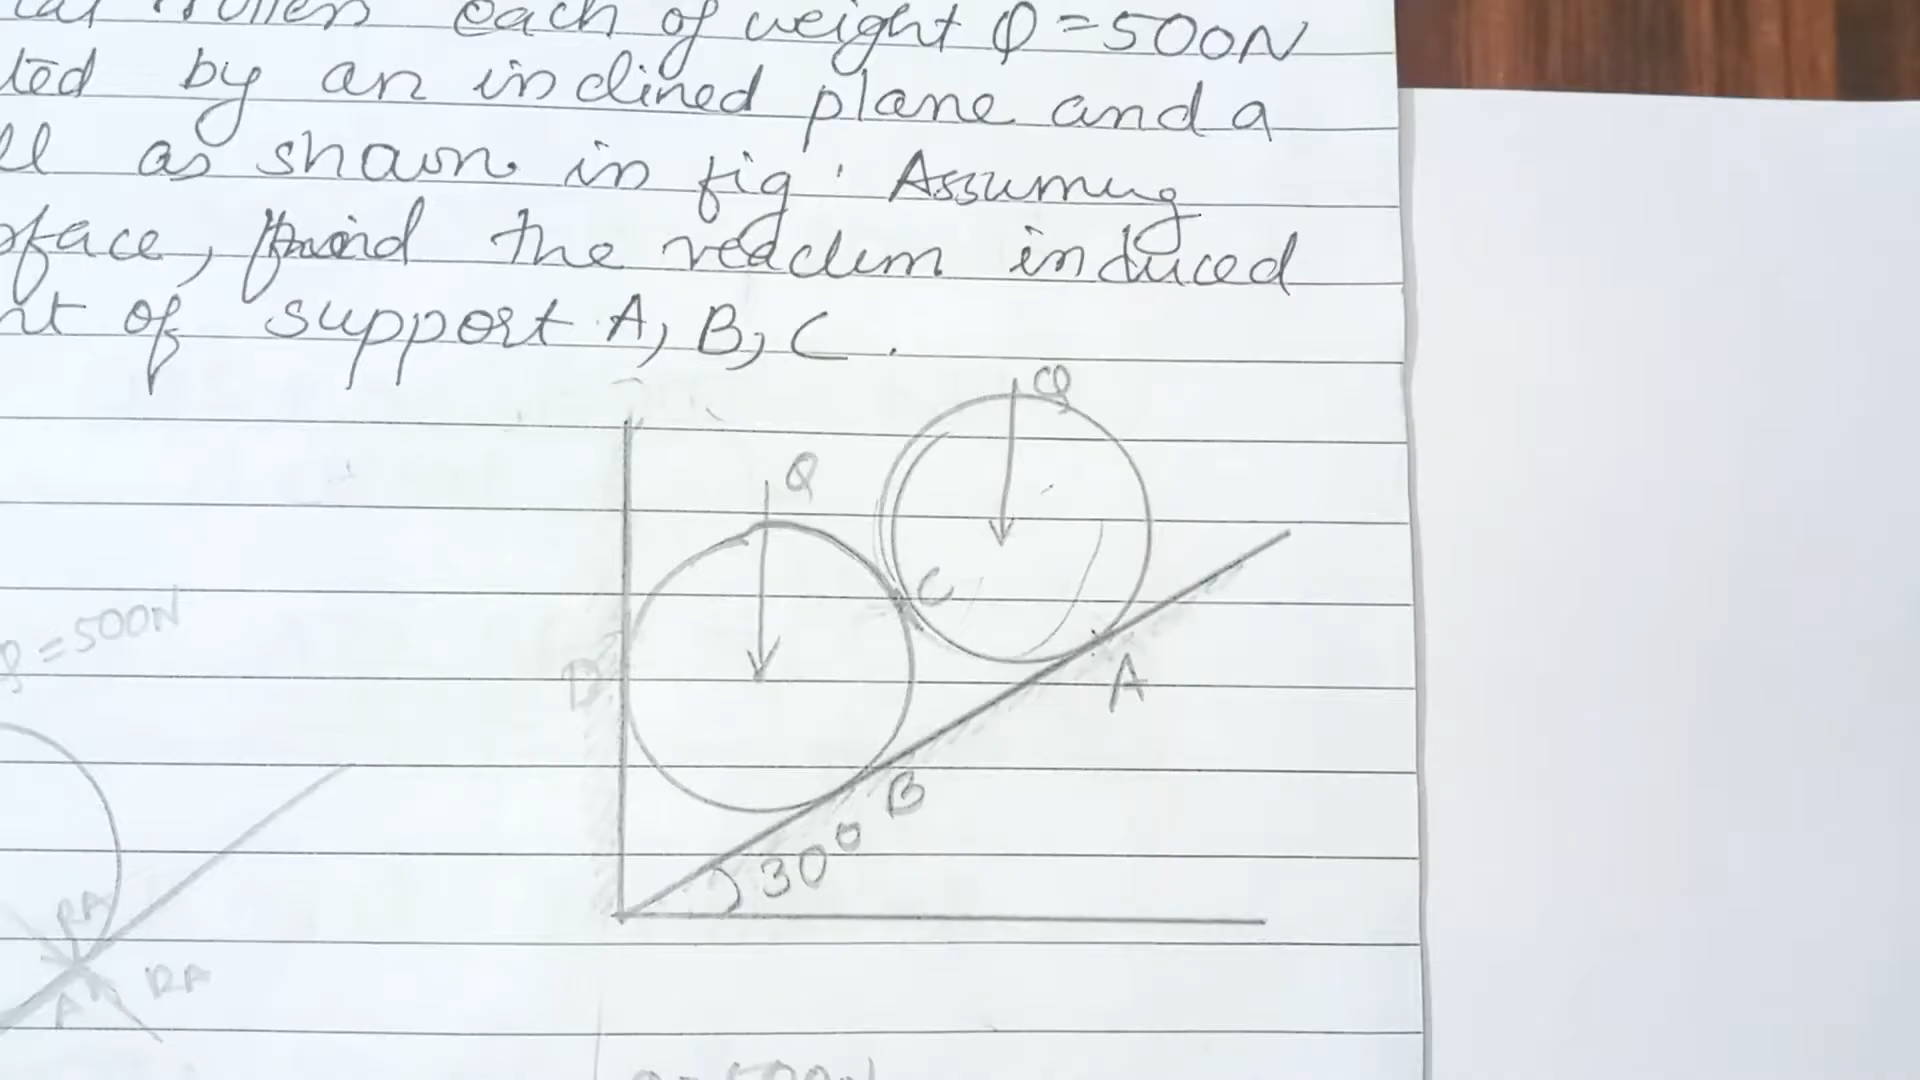 each of weight Q = 500N
by an inclined plane and a
as shown in fig. Assuming
find the reaction induced
of support A, B, C.
Q
Q
C
D
A
B
30°
= 500N
RA
RA
A